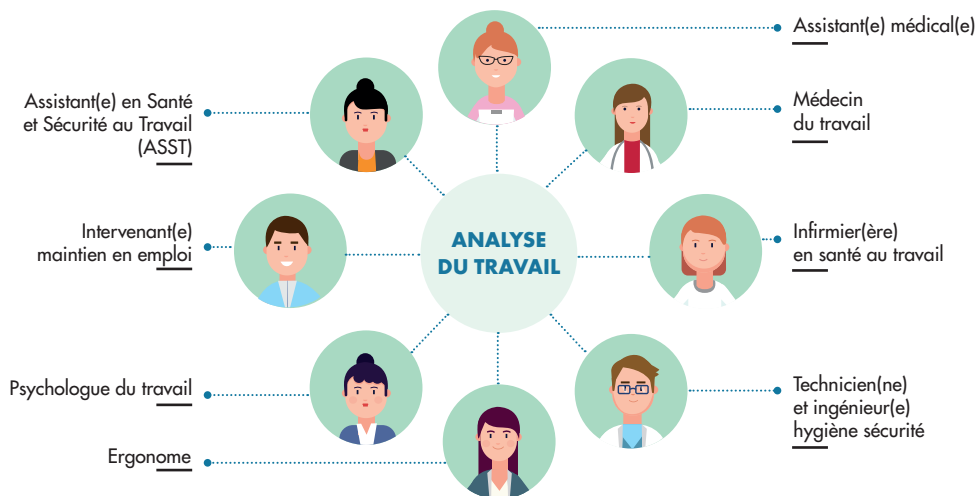 Assistant(e) médical(e)
Médecin
du travail
Infirmier(ère)
en santé au travail
Technicien(ne)
et ingénieur(e)
hygiène sécurité
Ergonome
Psychologue du travail
Intervenant(e)
maintien en emploi
Assistant(e) en Santé
et Sécurité au Travail
(ASST)
ANALYSE
DU TRAVAIL